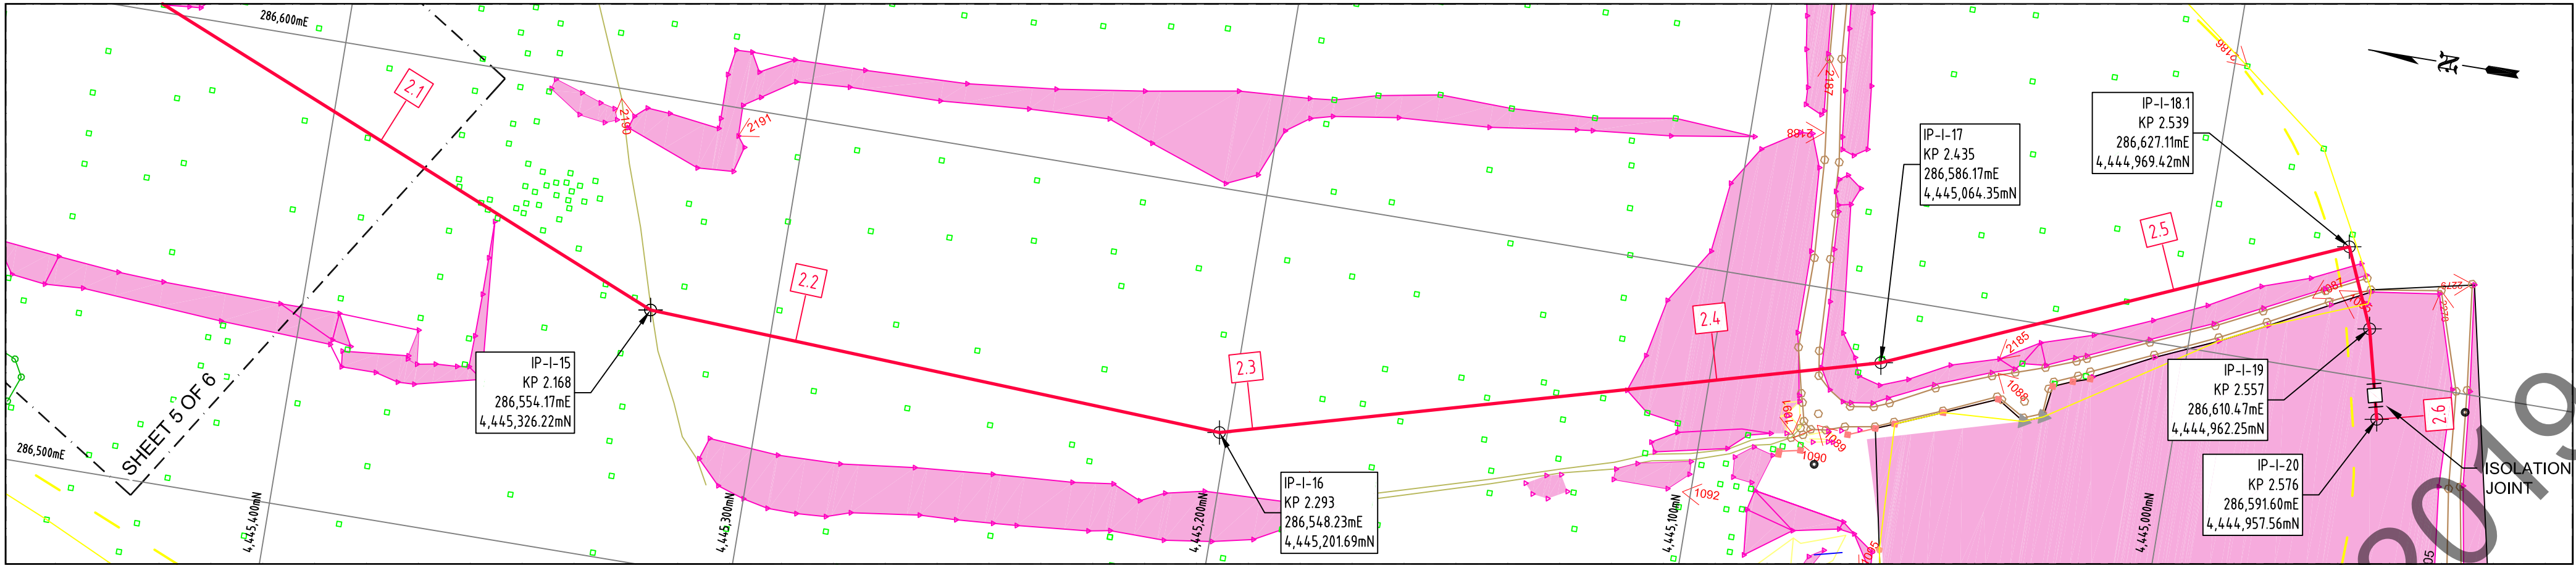 286,600mE
2.1
SHEET 5 OF 6
286,500mE
4,445,400mN
2190
2191
IP-I-15
KP 2.168
286,554.17mE
4,445,326.22mN
2.2
4,445,300mN
2.3
4,445,200mN
IP-I-16
KP 2.293
286,548.23mE
4,445,201.69mN
2.4
4,445,100mN
1092
1091
1090
1089
2188
2187
IP-I-17
KP 2.435
286,586.17mE
4,445,064.35mN
2185
1088
1085
2186
N
IP-I-18.1
KP 2.539
286,627.11mE
4,444,969.42mN
2.5
1087
IP-I-19
KP 2.557
286,610.47mE
4,444,962.25mN
2.6
ISOLATION
JOINT
IP-I-20
KP 2.576
286,591.60mE
4,444,957.56mN
4,445,000mN